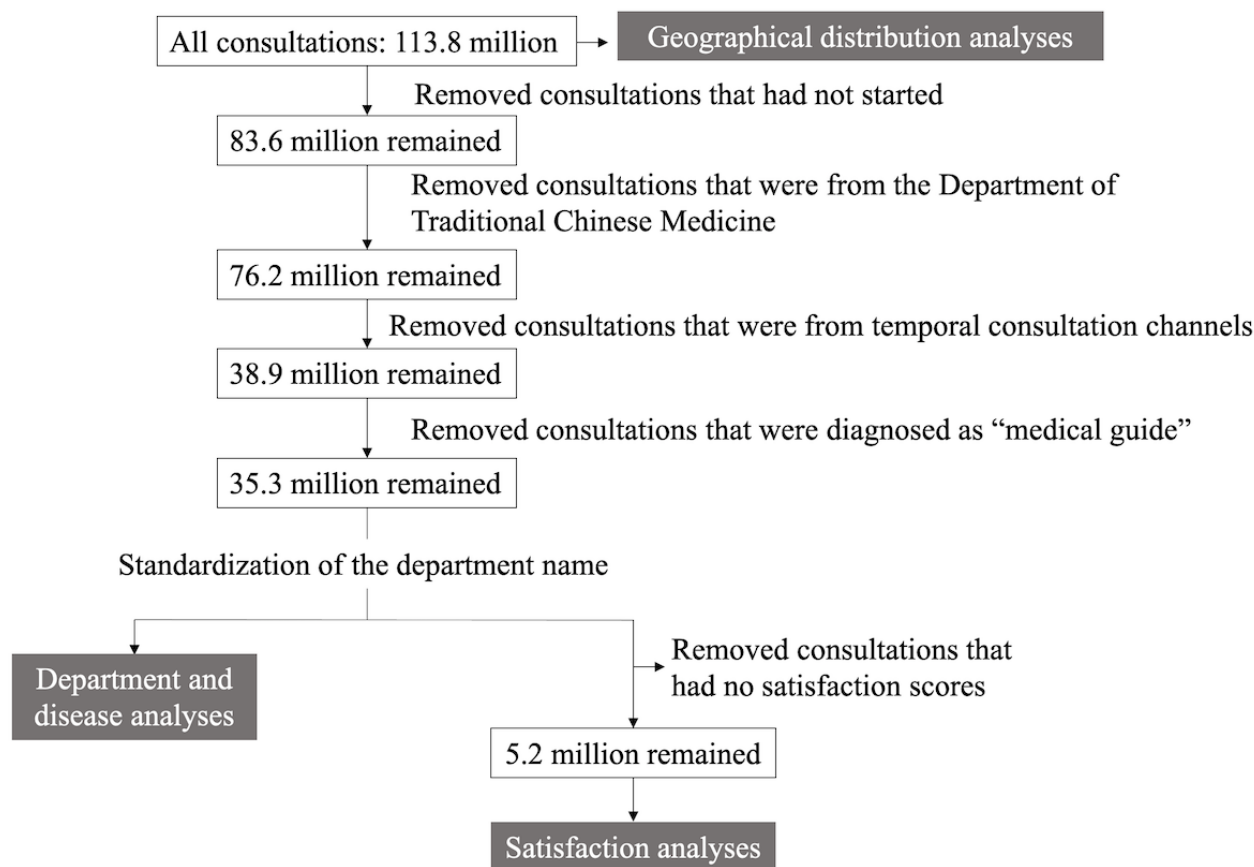 All consultations: 113.8 million
Geographical distribution analyses
Removed consultations that had not started
83.6 million remained
Removed consultations that were from the Department of
Traditional Chinese Medicine
76.2 million remained
Removed consultations that were from temporal consultation channels
38.9 million remained
Removed consultations that were diagnosed as “medical guide”
35.3 million remained
Standardization of the department name
Department and
disease analyses
Removed consultations that
had no satisfaction scores
5.2 million remained
Satisfaction analyses